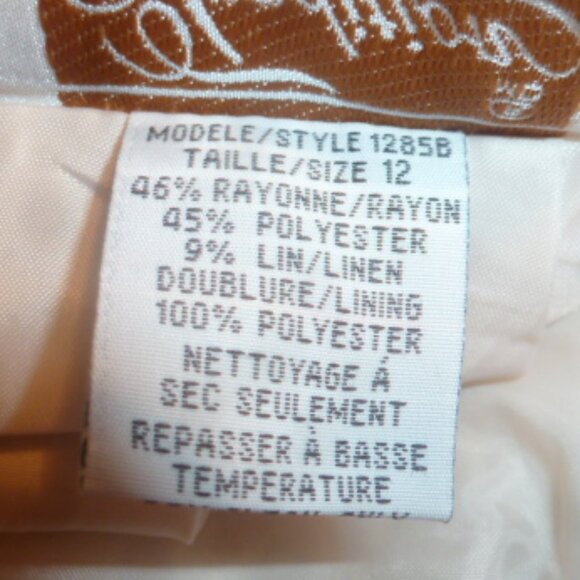 MODELE/STYLE 1285B
TAILLE/SIZE 12
46% RAYONNE/RAYON
45% POLYESTER
9% LIN/LINEN
DOUBLURE/LINING
100% POLYESTER
NETTOYAGE À
SEC SEULEMENT
REPASSER À BASSE
TEMPERATURE